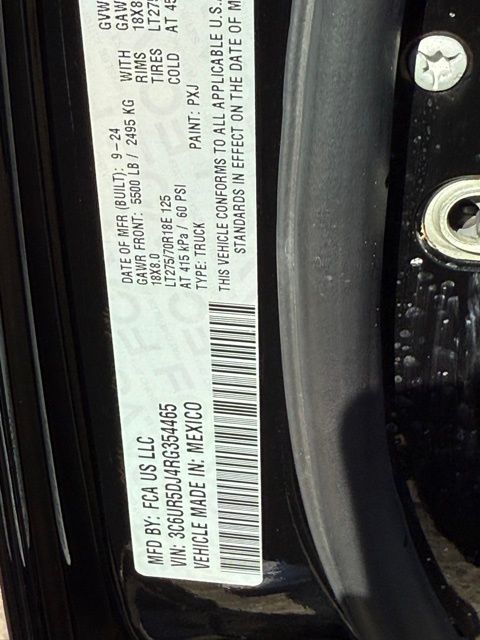 MFD BY: FCA US LLC
VIN: 3C6UR5DJ4RG354465
VEHICLE MADE IN: MEXICO
DATE OF MFR (BUILT): 9-24
GAWR FRONT: 5500 LB / 2495 KG
18X8.0
LT275/70R18E 125
AT 415 kPa / 60 PSI
TYPE: TRUCK
PAINT: PXJ
WITH
RIMS
TIRES
COLD
GVW
GAW
18X8
LT275
AT
THIS VEHICLE CONFORMS TO ALL APPLICABLE U.S.A
STANDARDS IN EFFECT ON THE DATE OF M